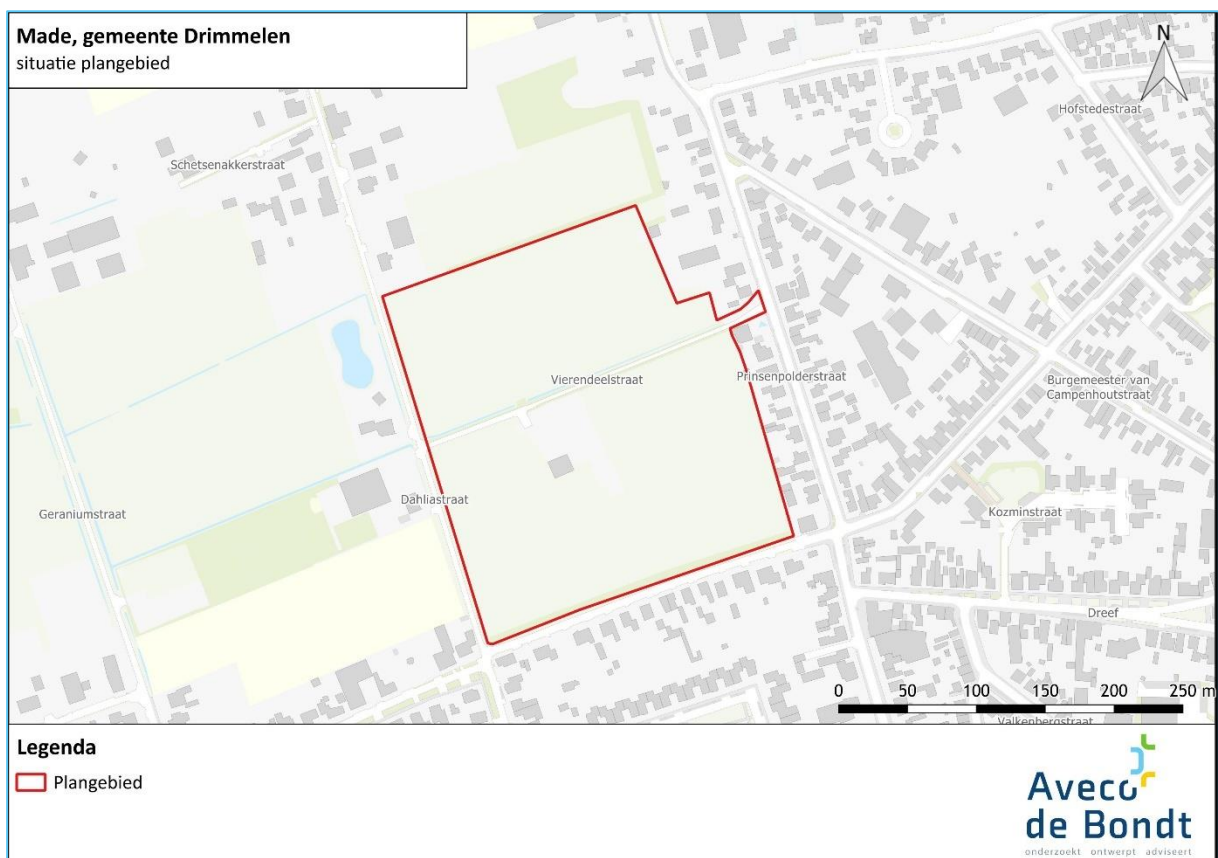 Made, gemeente Drimmelen
situatie plangebied
N
Hofstedestraat
Schetsenakkerstraat
Vierendeelstraat
Prinsenpolderstraat
Burgemeester van
Campenhoutstraat
Dahliastraat
Geraniumstraat
Kozminstraat
Dreef
0 50 100 150 200 250 m
Valkenbergstraat
Legenda
Plangebied
Aveco
de Bondt
onderzoekt ontwerpt adviseert